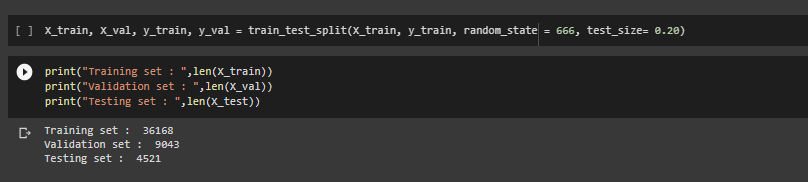 [ ] X_train, X_val, y_train, y_val = train_test_split(X_train, y_train, random_state = 666, test_size= 0.20)
print("Training set : ",len(X_train))
print("Validation set : ",len(X_val))
print("Testing set : ",len(X_test))
Training set :  36168
Validation set :  9043
Testing set :  4521